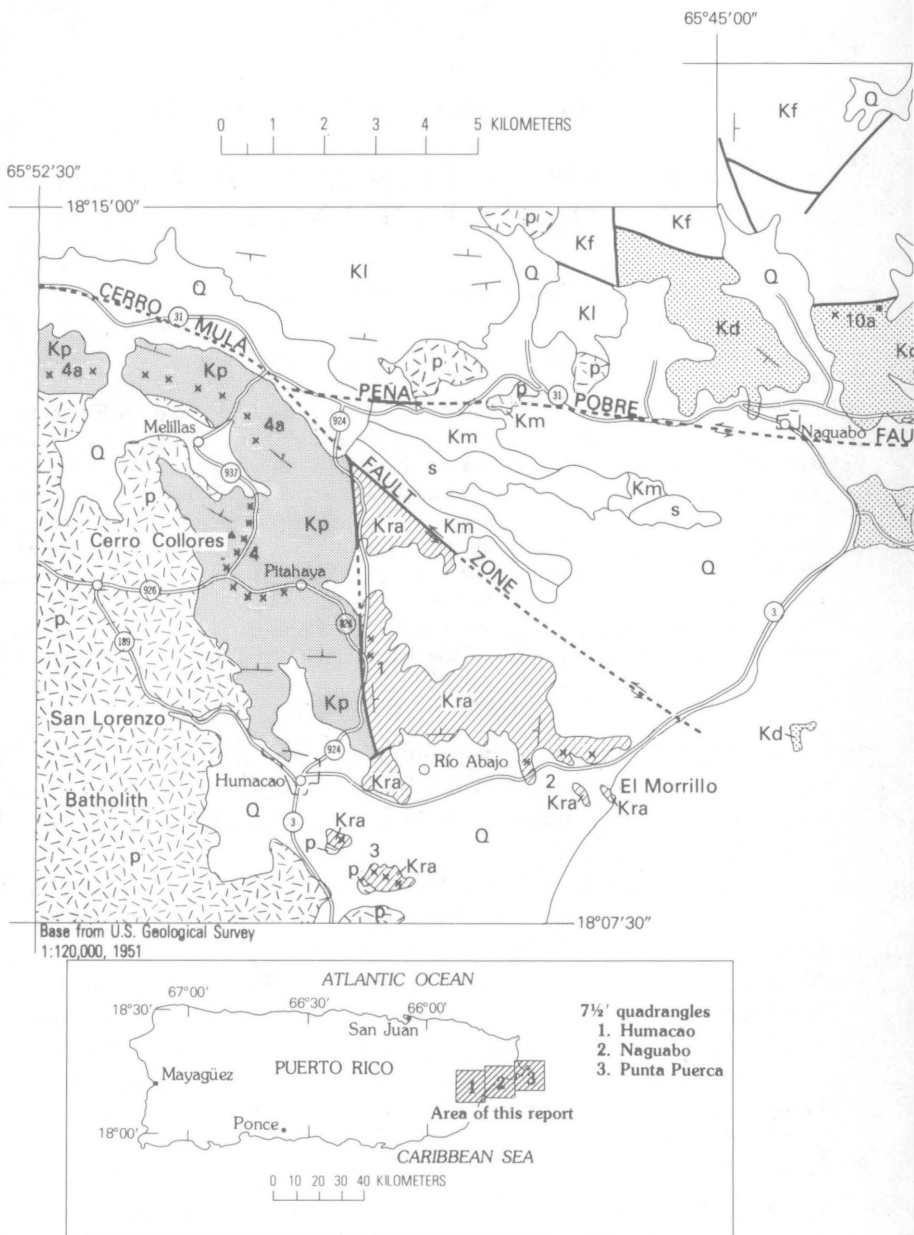 65°45'00"
0 1 2 3 4 5 KILOMETERS
65°52'30"
18°15'00"
Kf
Q
p
Kf
Kf
Q
Kl
Q
Q
Kl
Kd
10a
Kd
CERRO MULA
31
Kp
4a
Kp
p
p
PEÑA
p
31
POBRE
Melillas
4a
924
Km
Km
Naguabo
FAU
Q
937
FAULT
s
Km
p
Kp
Kra
Km
s
Cerro Collores
4
ZONE
Q
Pitahaya
926
3
p
189
926
1
San Lorenzo
Kp
Kra
Kd
924
Humacao
Kra
Río Abajo
2
El Morrillo
Batholith
Q
Kra
Kra
3
Kra
Q
p
3
Kra
p
p
p
18°07'30"
Base from U.S. Geological Survey
1:120,000, 1951
ATLANTIC OCEAN
67°00'
66°30'
66°00'
18°30'
San Juan
7½' quadrangles
1. Humacao
2. Naguabo
3. Punta Puerca
PUERTO RICO
Mayagüez
1 2 3
Area of this report
Ponce
18°00'
CARIBBEAN SEA
0 10 20 30 40 KILOMETERS